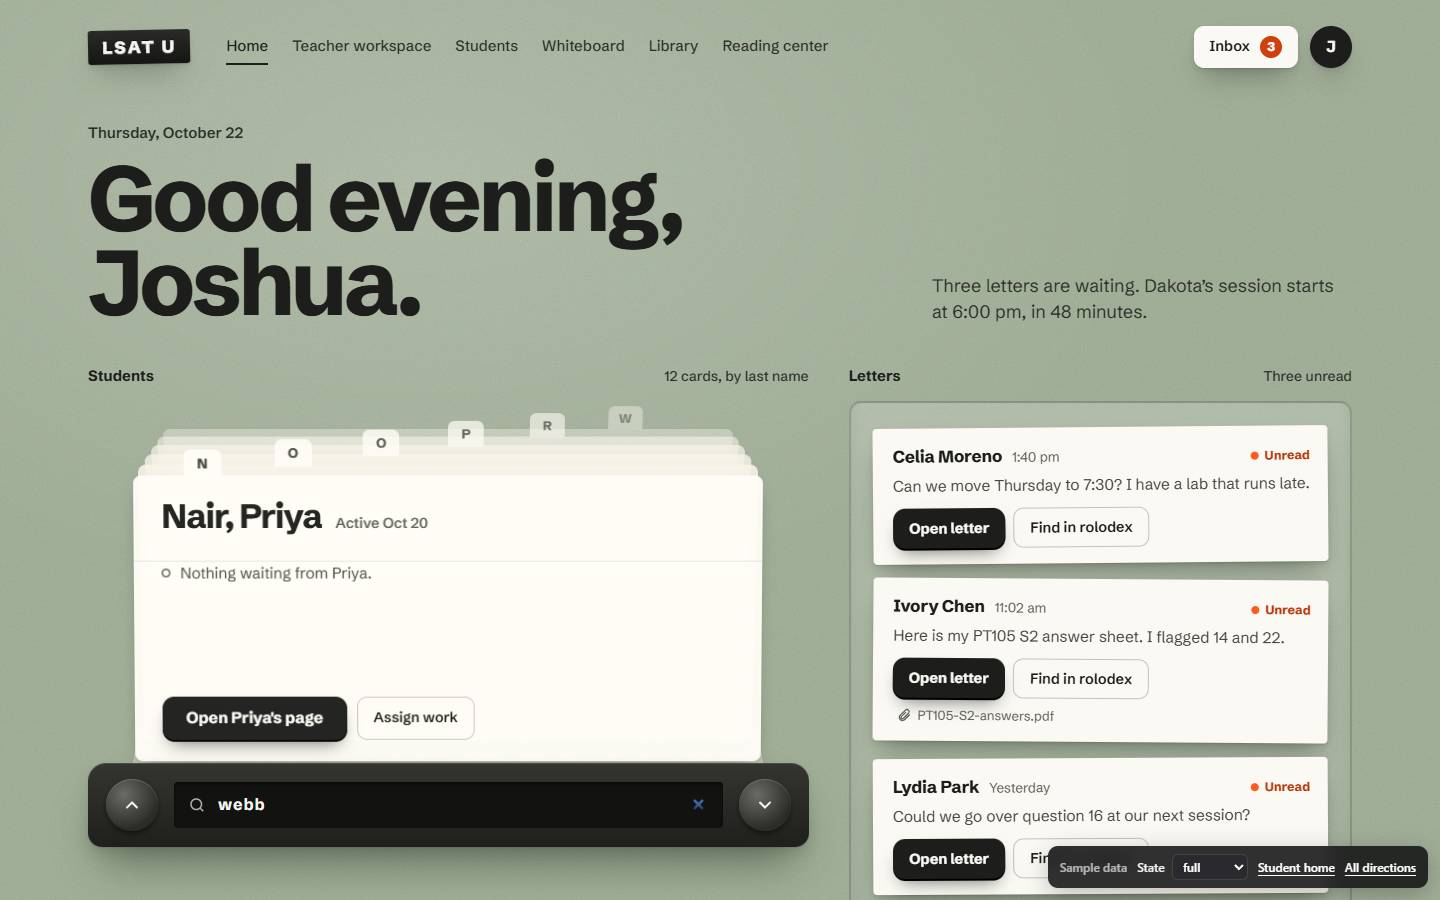 LSAT U
Home Teacher workspace Students Whiteboard Library Reading center
Inbox 3
J
Thursday, October 22
Good evening,
Joshua.
Three letters are waiting. Dakota's session starts
at 6:00 pm, in 48 minutes.
Students
12 cards, by last name
N O O P R W
Nair, Priya Active Oct 20
Nothing waiting from Priya.
Open Priya's page Assign work
webb
Letters
Three unread
Celia Moreno 1:40 pm Unread
Can we move Thursday to 7:30? I have a lab that runs late.
Open letter Find in rolodex
Ivory Chen 11:02 am Unread
Here is my PT105 S2 answer sheet. I flagged 14 and 22.
Open letter Find in rolodex
PT105-S2-answers.pdf
Lydia Park Yesterday Unread
Could we go over question 16 at our next session?
Open letter
Sample data State full Student home All directions